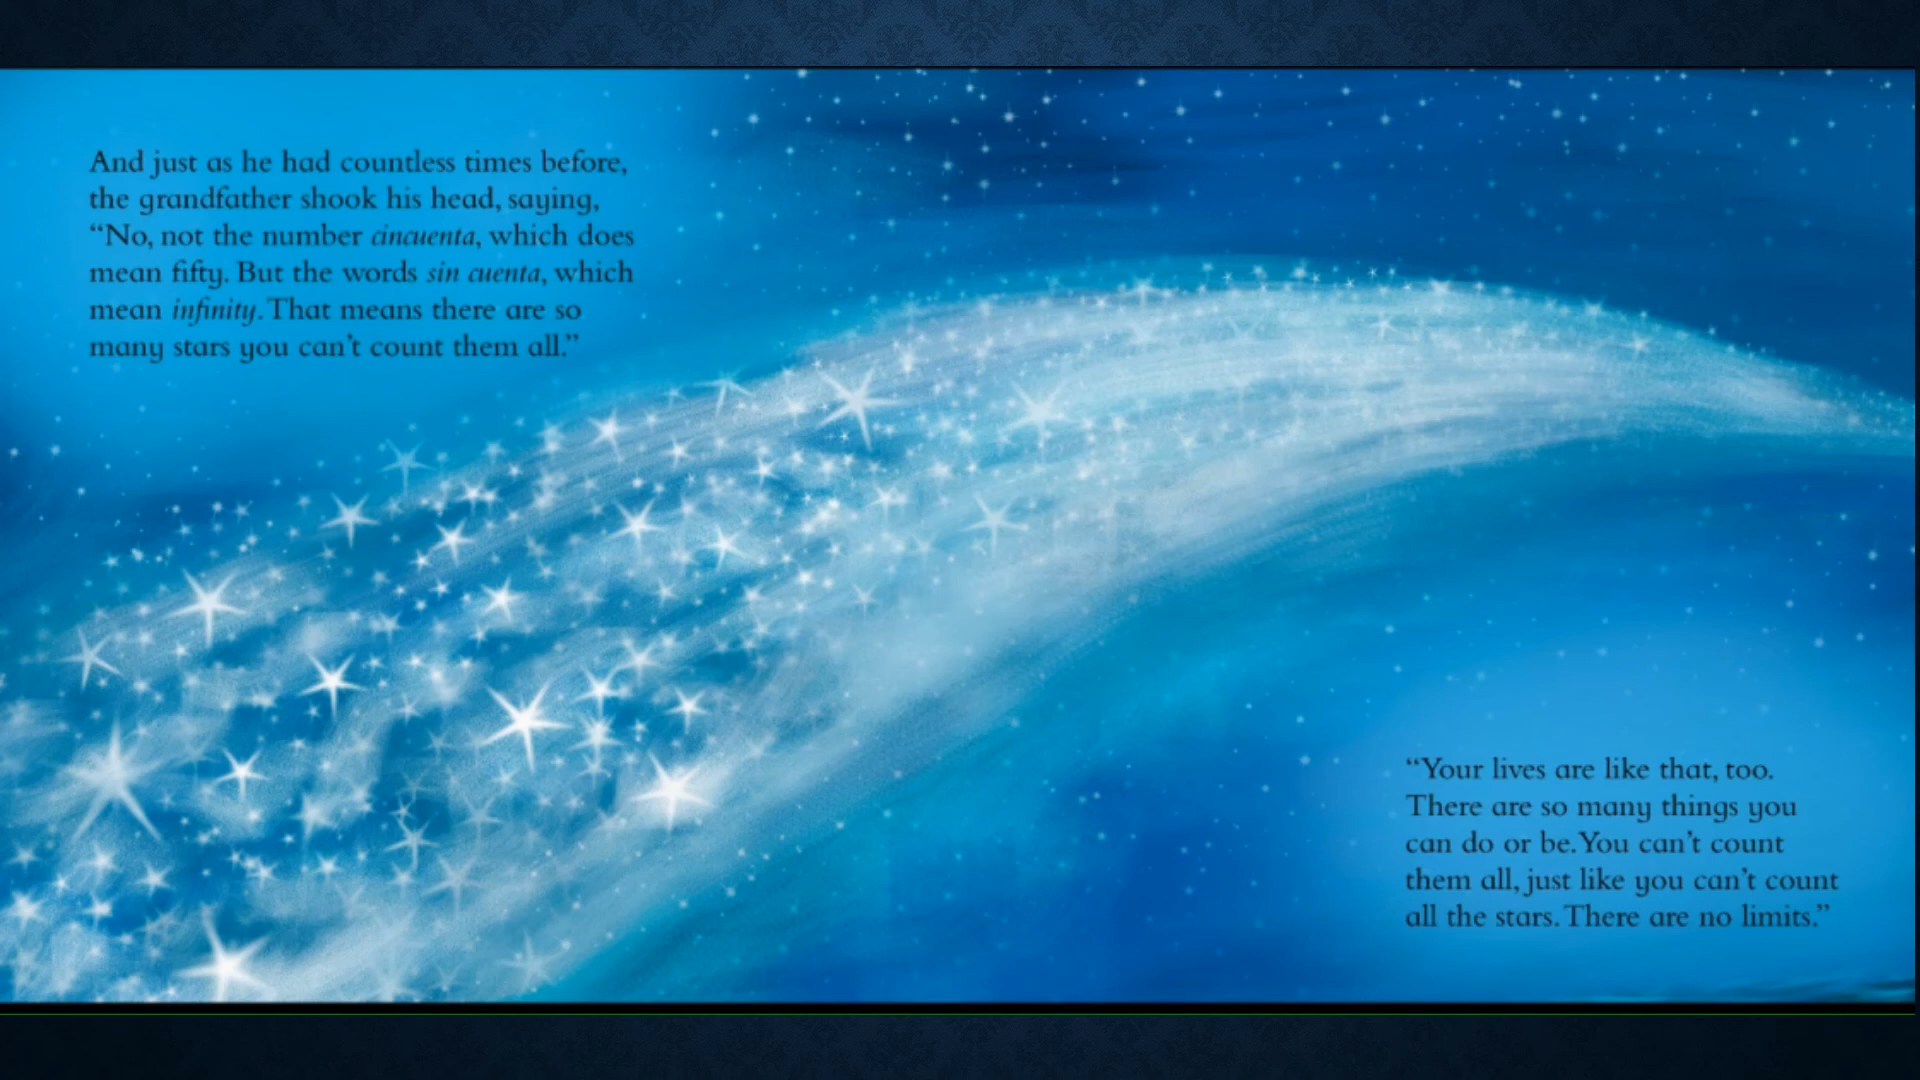 And just as he had countless times before,
the grandfather shook his head, saying,
“No, not the number cincuenta, which does
mean fifty. But the words sin cuenta, which
mean infinity. That means there are so
many stars you can’t count them all.”
“Your lives are like that, too.
There are so many things you
can do or be. You can’t count
them all, just like you can’t count
all the stars. There are no limits.”